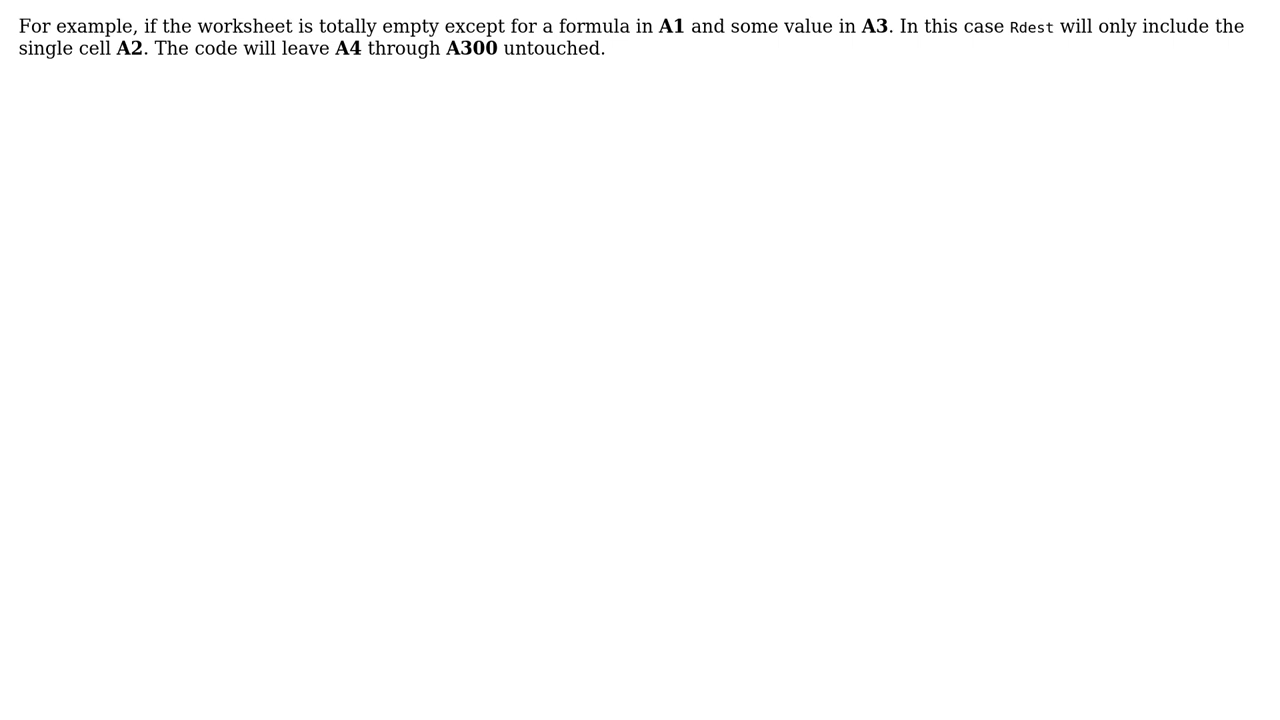 For example, if the worksheet is totally empty except for a formula in A1 and some value in A3. In this case Rdest will only include the
single cell A2. The code will leave A4 through A300 untouched.